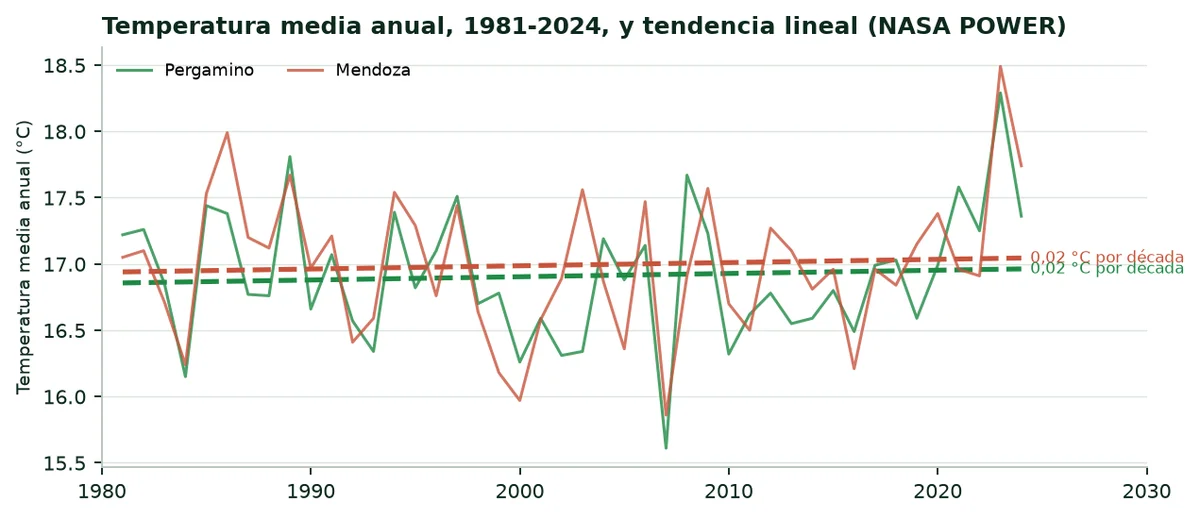 Temperatura media anual, 1981-2024, y tendencia lineal (NASA POWER)
Temperatura media anual (°C)
18.5
18.0
17.5
17.0
16.5
16.0
15.5
Pergamino
Mendoza
0,02 °C por década
0,02 °C por década
1980
1990
2000
2010
2020
2030